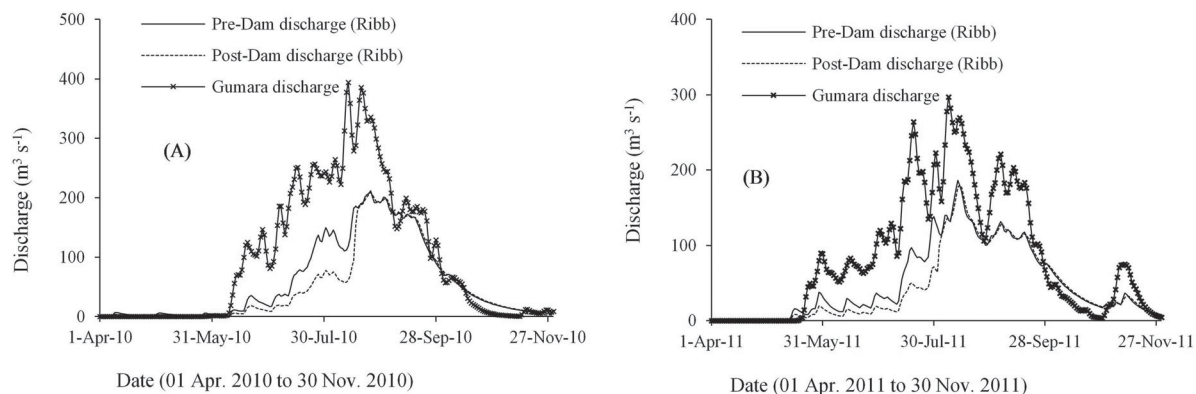 500
400
300
200
100
0
Discharge (m³ s⁻¹)
Pre-Dam discharge (Ribb)
Post-Dam discharge (Ribb)
Gumara discharge
(A)
1-Apr-10 31-May-10 30-Jul-10 28-Sep-10 27-Nov-10
Date (01 Apr. 2010 to 30 Nov. 2010)
400
300
200
100
0
Discharge (m³ s⁻¹)
Pre-Dam discharge (Ribb)
Post-Dam discharge (Ribb)
Gumara discharge
(B)
1-Apr-11 31-May-11 30-Jul-11 28-Sep-11 27-Nov-11
Date (01 Apr. 2011 to 30 Nov. 2011)